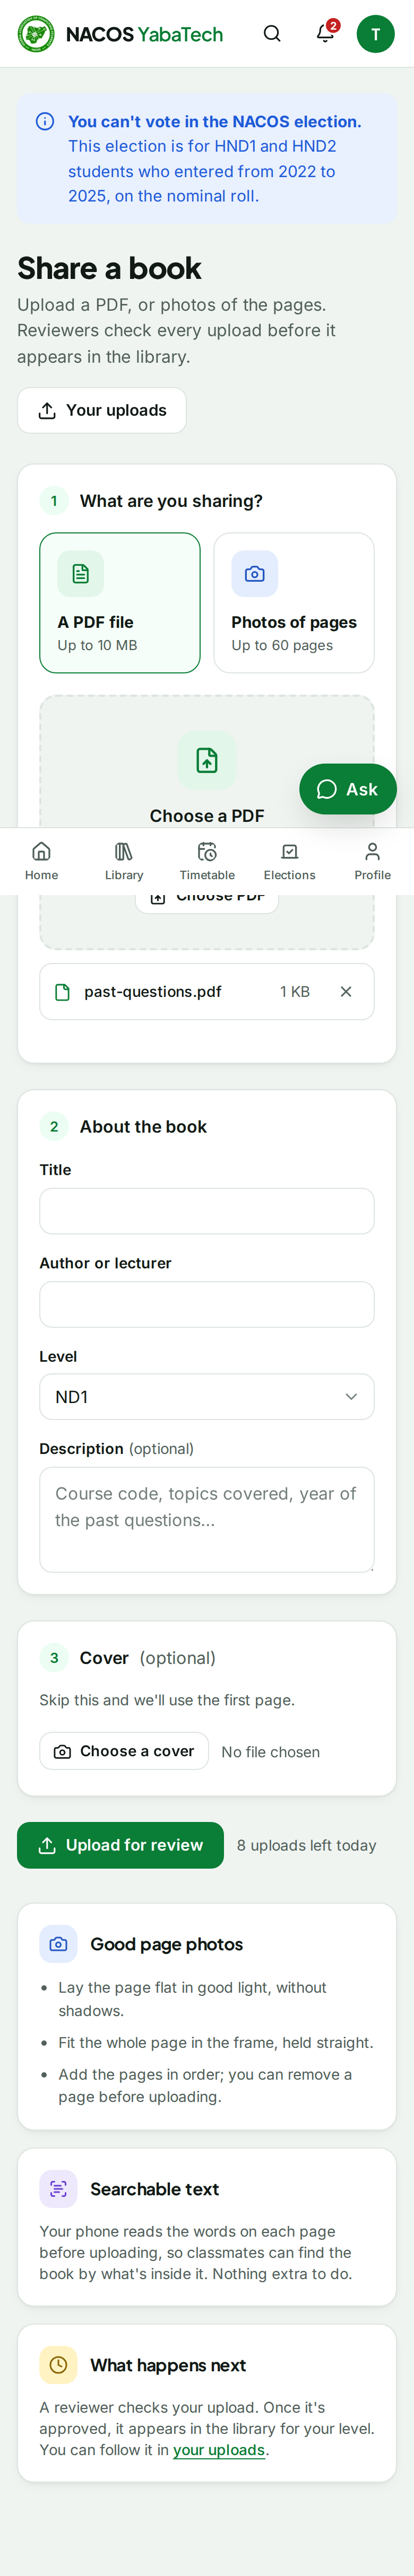 NACOS YabaTech
2
T
You can't vote in the NACOS election.
This election is for HND1 and HND2
students who entered from 2022 to
2025, on the nominal roll.
Share a book
Upload a PDF, or photos of the pages.
Reviewers check every upload before it
appears in the library.
Your uploads
1 What are you sharing?
A PDF file
Up to 10 MB
Photos of pages
Up to 60 pages
Choose a PDF
Ask
Home Library Timetable Elections Profile
Choose PDF
past-questions.pdf 1 KB
2 About the book
Title
Author or lecturer
Level
ND1
Description (optional)
Course code, topics covered, year of
the past questions...
3 Cover (optional)
Skip this and we'll use the first page.
Choose a cover No file chosen
Upload for review 8 uploads left today
Good page photos
• Lay the page flat in good light, without
shadows.
• Fit the whole page in the frame, held straight.
• Add the pages in order; you can remove a
page before uploading.
Searchable text
Your phone reads the words on each page
before uploading, so classmates can find the
book by what's inside it. Nothing extra to do.
What happens next
A reviewer checks your upload. Once it's
approved, it appears in the library for your level.
You can follow it in your uploads.